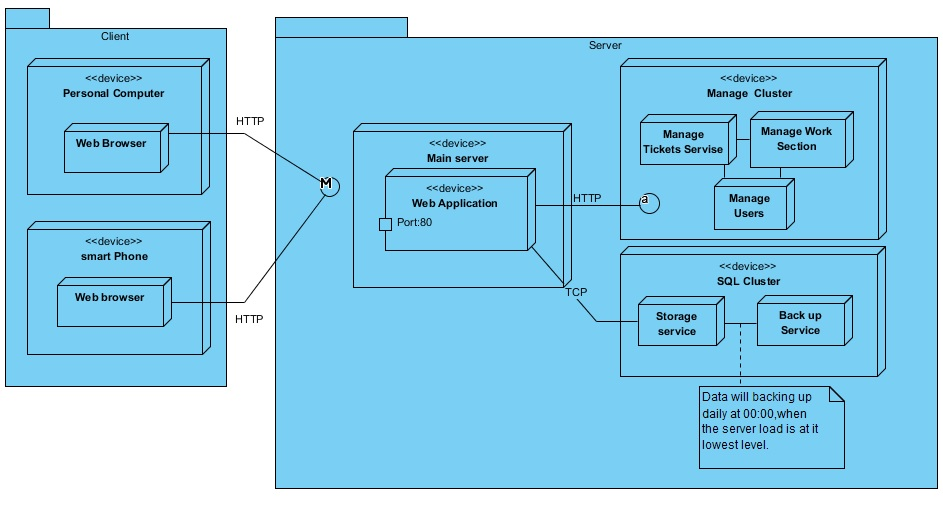 Client
<<device>>
Personal Computer
Web Browser
HTTP
M
<<device>>
smart Phone
Web browser
HTTP
Server
<<device>>
Main server
<<device>>
Web Application
Port:80
HTTP
a
TCP
<<device>>
Manage Cluster
Manage
Tickets Servise
Manage Work
Section
Manage
Users
<<device>>
SQL Cluster
Storage
service
Back up
Service
Data will backing up
daily at 00:00,when
the server load is at it
lowest level.